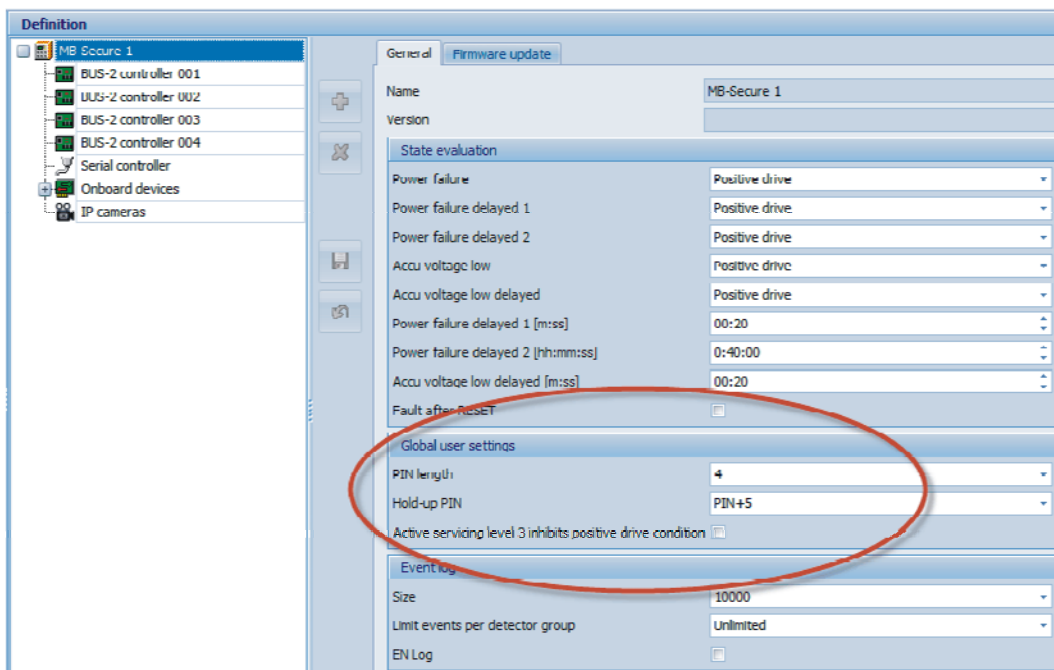 Definition
MB-Secure 1
BUS-2 controller 001
BUS-2 controller 002
BUS-2 controller 003
BUS-2 controller 004
Serial controller
Onboard devices
IP cameras
General Firmware update
Name MB-Secure 1
Version
State evaluation
Power failure Positive drive
Power failure delayed 1 Positive drive
Power failure delayed 2 Positive drive
Accu voltage low Positive drive
Accu voltage low delayed Positive drive
Power failure delayed 1 [m:ss] 00:20
Power failure delayed 2 [hh:mm:ss] 0:40:00
Accu voltage low delayed [m:ss] 00:20
Fault after RESET
Global user settings
PIN length 4
Hold-up PIN PIN+5
Active servicing level 3 inhibits positive drive condition
Event log
Size 10000
Limit events per detector group Unlimited
EN Log